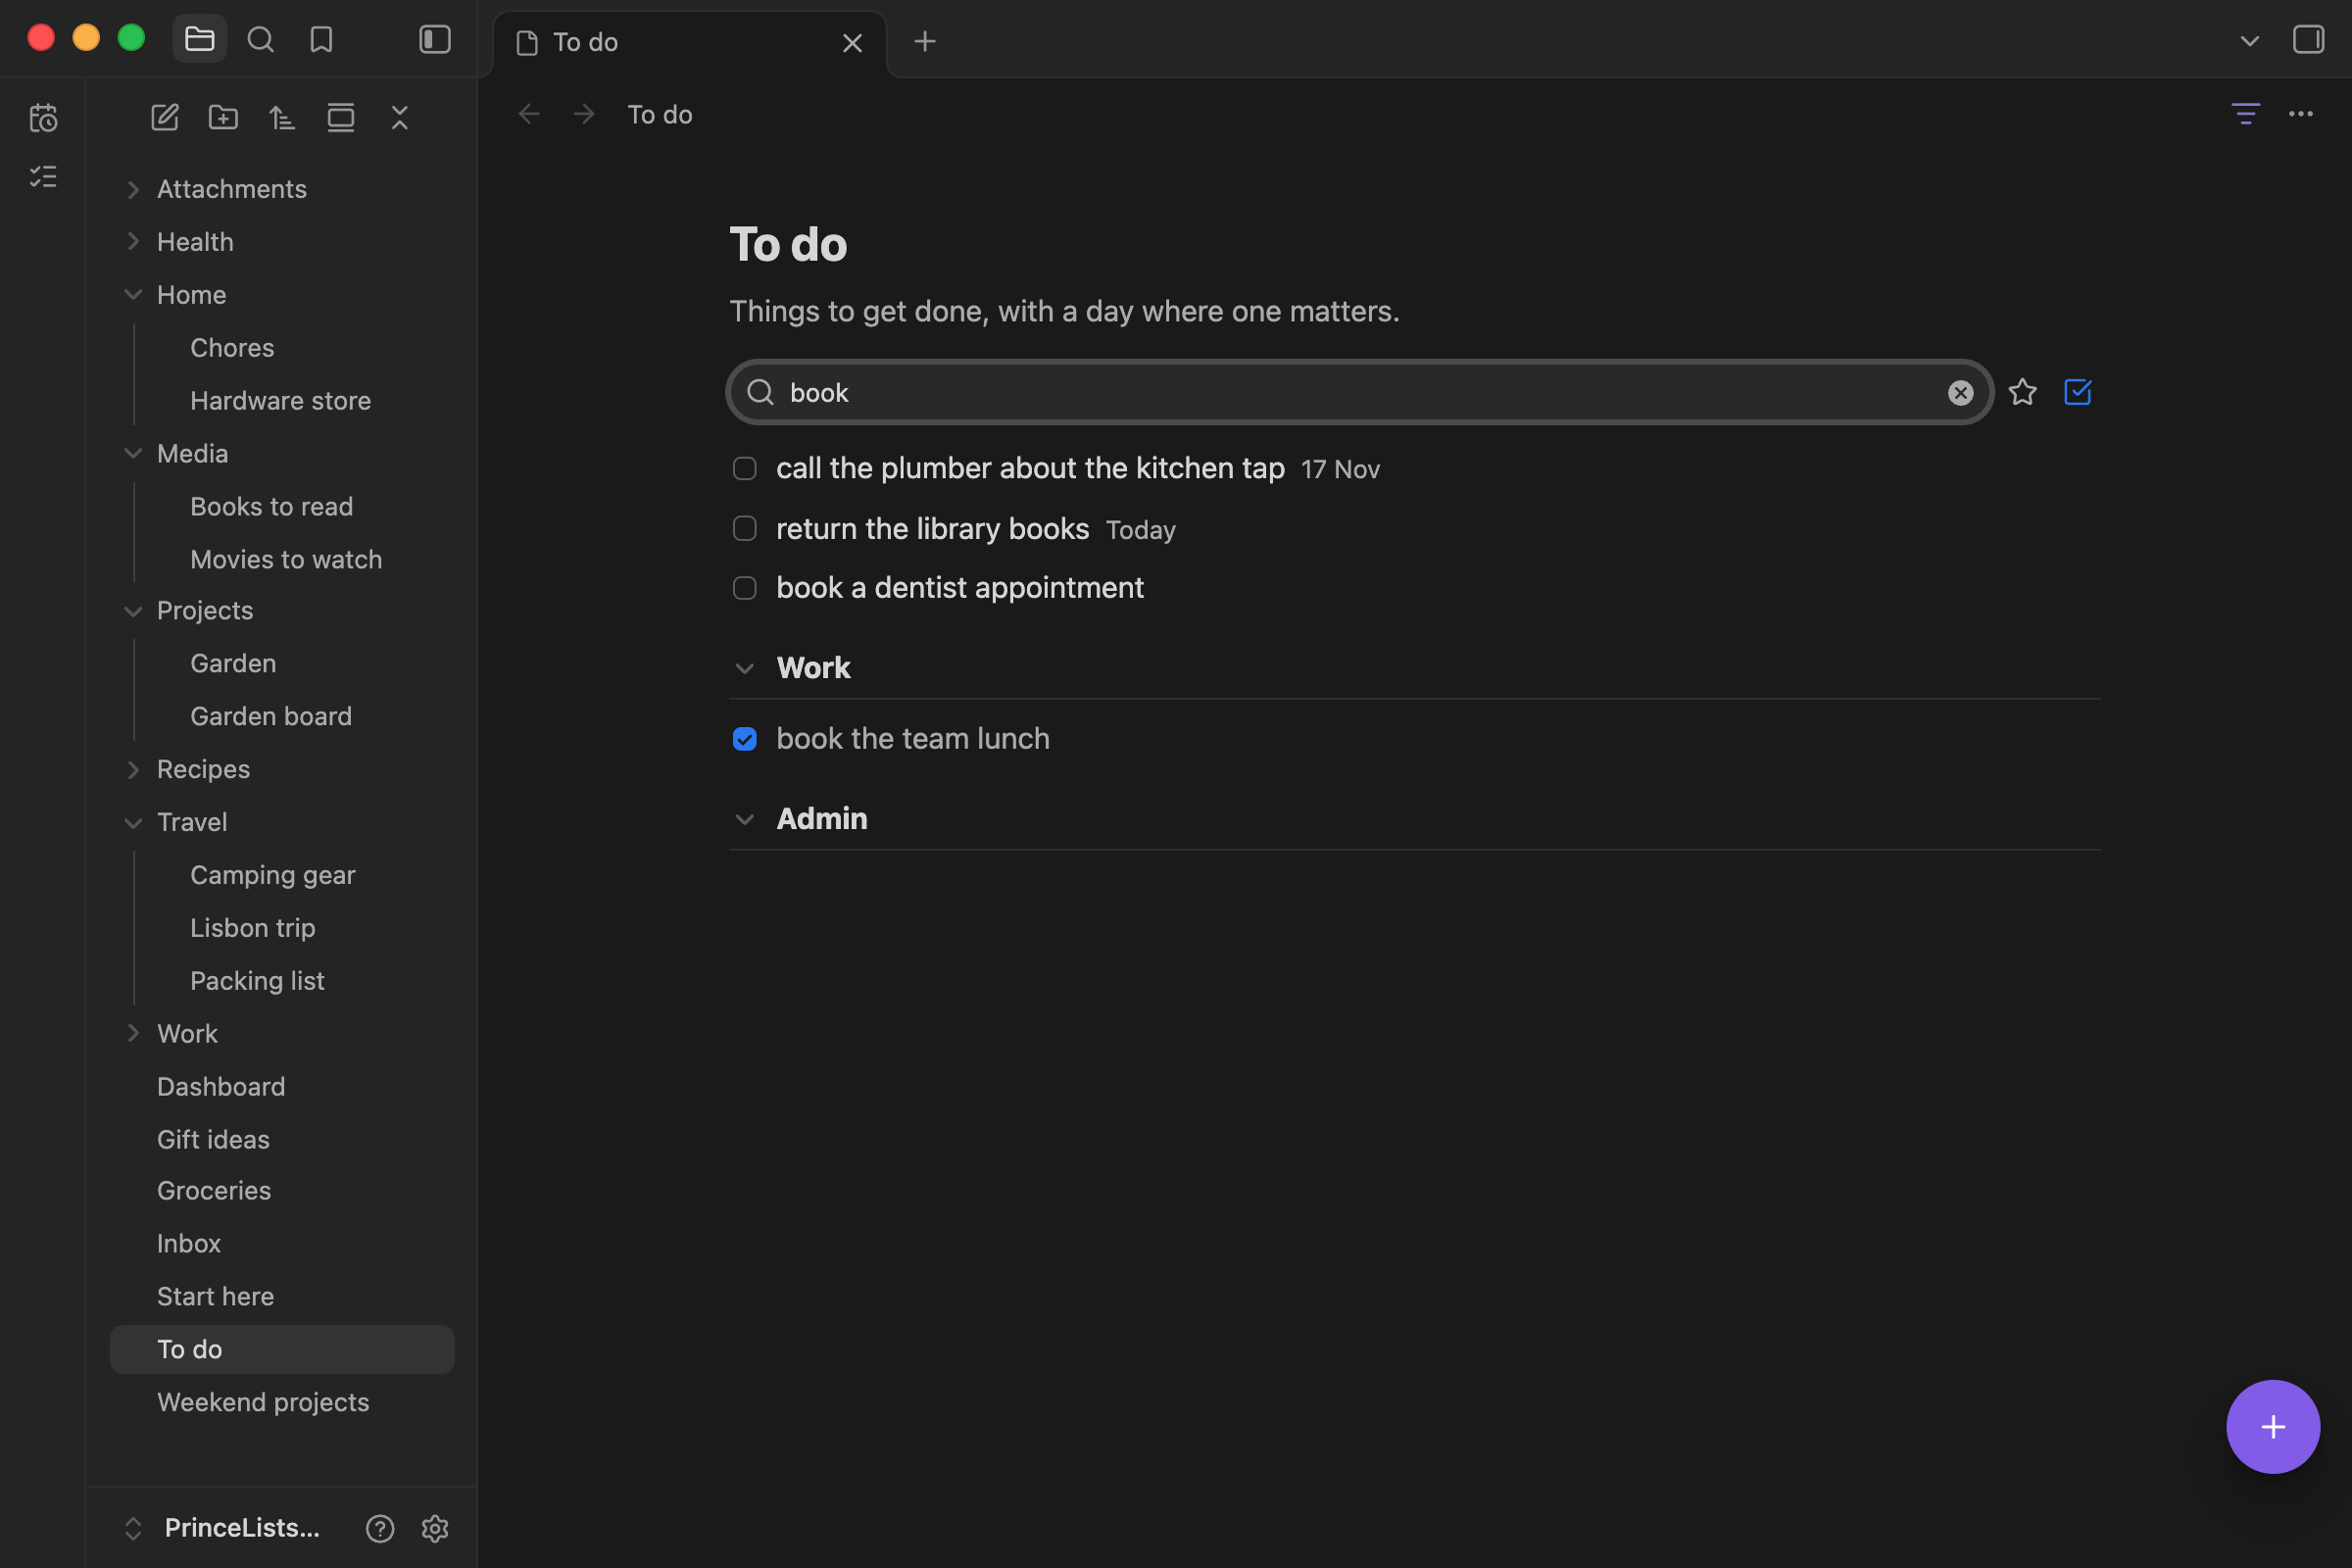 To do
To do
Attachments
Health
Home
Chores
Hardware store
Media
Books to read
Movies to watch
Projects
Garden
Garden board
Recipes
Travel
Camping gear
Lisbon trip
Packing list
Work
Dashboard
Gift ideas
Groceries
Inbox
Start here
To do
Weekend projects
PrinceLists...
To do
Things to get done, with a day where one matters.
book
call the plumber about the kitchen tap 17 Nov
return the library books Today
book a dentist appointment
Work
book the team lunch
Admin